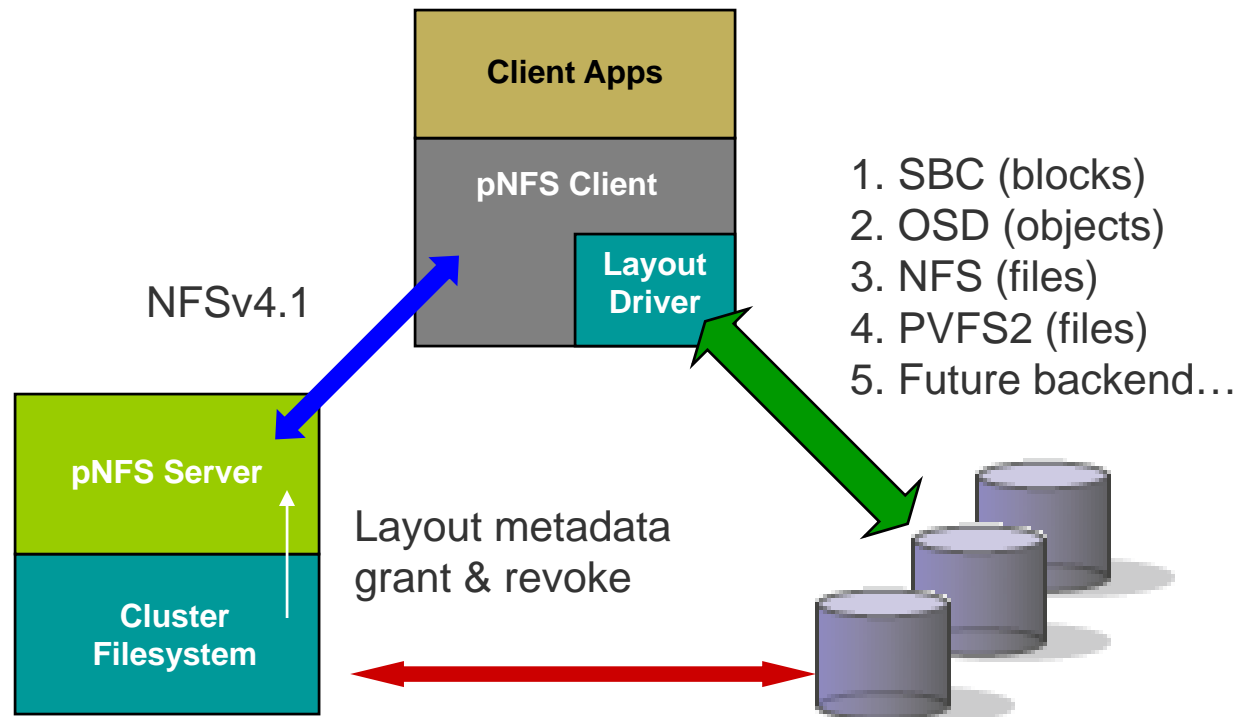 Client Apps
pNFS Client
Layout
Driver
NFSv4.1
1. SBC (blocks)
2. OSD (objects)
3. NFS (files)
4. PVFS2 (files)
5. Future backend…
pNFS Server
Cluster
Filesystem
Layout metadata
grant & revoke